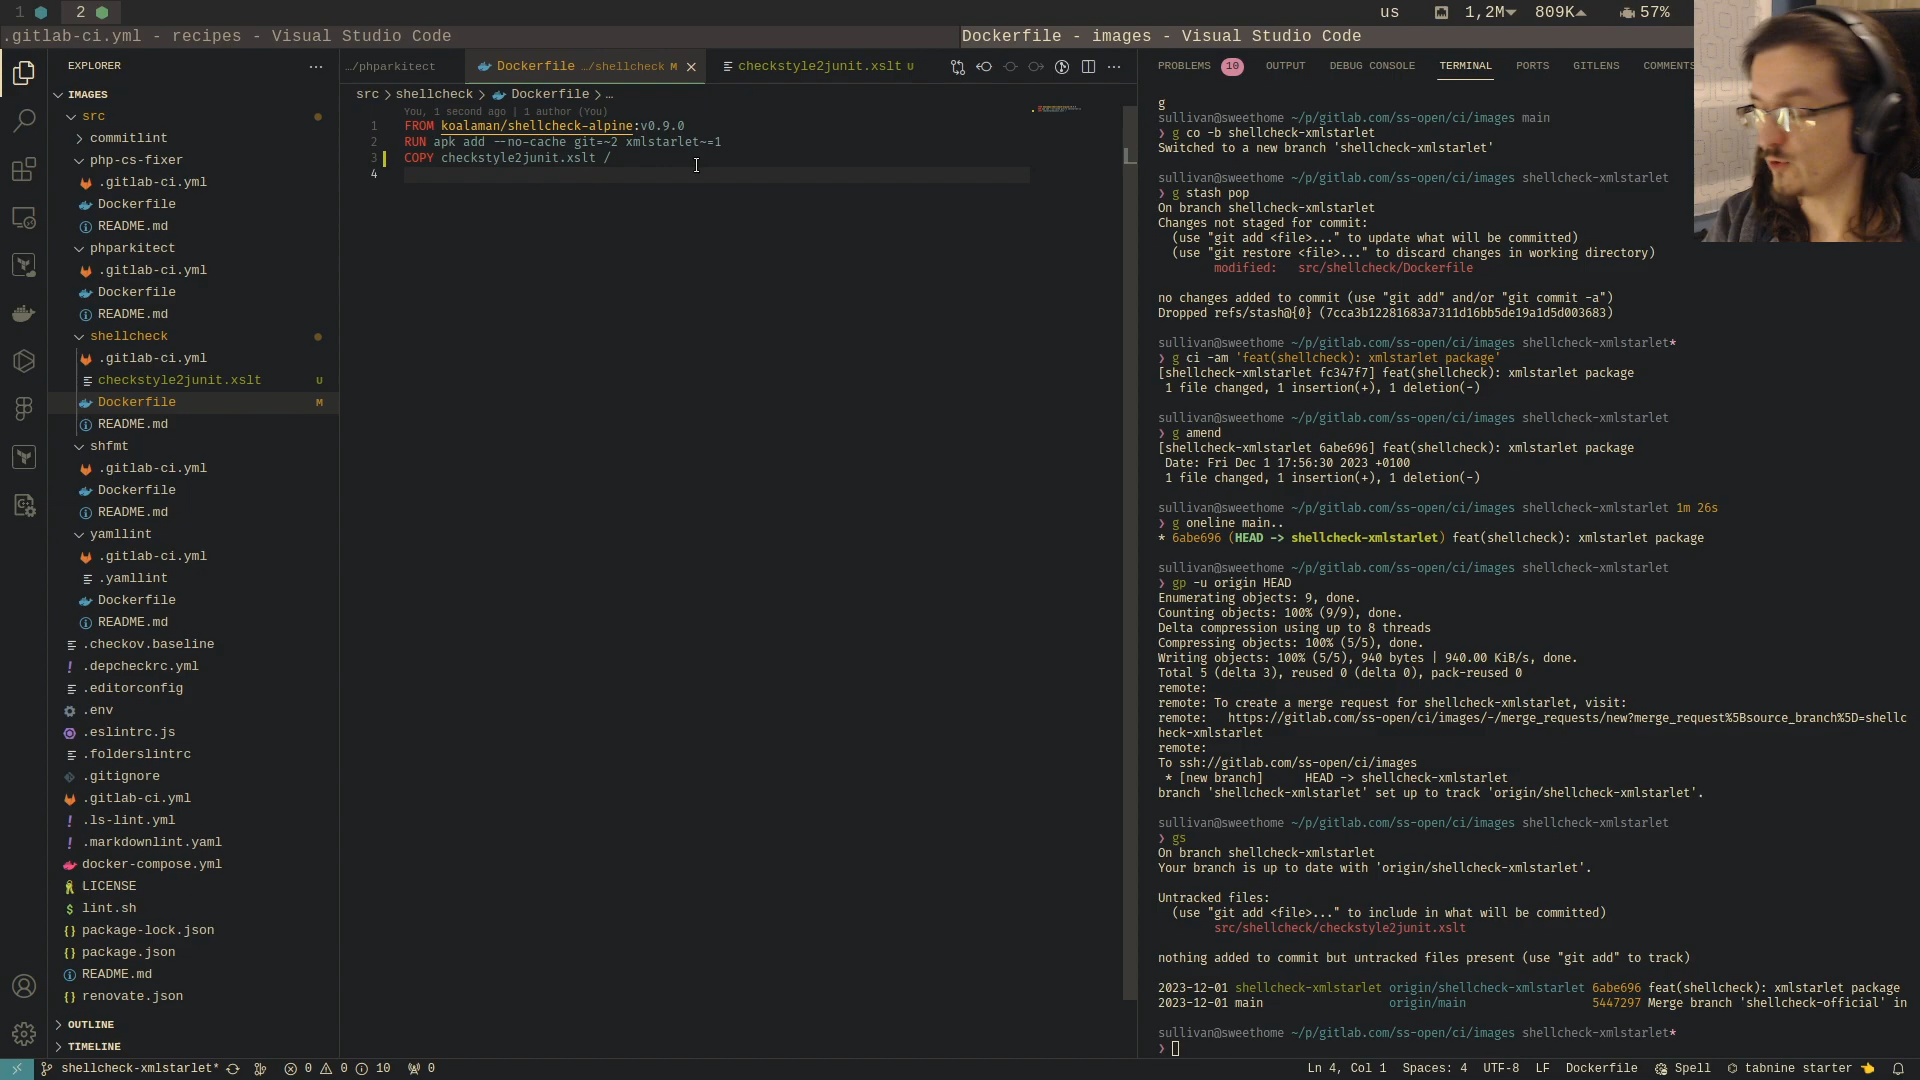 1
2
us
1,2M
809K
57%
.gitlab-ci.yml - recipes - Visual Studio Code
Dockerfile - images - Visual Studio Code
EXPLORER
IMAGES
src
commitlint
php-cs-fixer
.gitlab-ci.yml
Dockerfile
README.md
phparkitect
.gitlab-ci.yml
Dockerfile
README.md
shellcheck
.gitlab-ci.yml
checkstyle2junit.xslt U
Dockerfile M
README.md
shfmt
.gitlab-ci.yml
Dockerfile
README.md
yamllint
.gitlab-ci.yml
.yamllint
Dockerfile
README.md
.checkov.baseline
.depcheckrc.yml
.editorconfig
.env
.eslintrc.js
.folderslintrc
.gitignore
.gitlab-ci.yml
.ls-lint.yml
.markdownlint.yaml
docker-compose.yml
LICENSE
lint.sh
package-lock.json
package.json
README.md
renovate.json
OUTLINE
TIMELINE
…/phparkitect
Dockerfile …/shellcheck M
checkstyle2junit.xslt U
src > shellcheck > Dockerfile > …
You, 1 second ago | 1 author (You)
1 FROM koalaman/shellcheck-alpine:v0.9.0
2 RUN apk add --no-cache git=~2 xmlstarlet~=1
3 COPY checkstyle2junit.xslt /
4
PROBLEMS 10 OUTPUT DEBUG CONSOLE TERMINAL PORTS GITLENS COMMENTS
g
sullivan@sweethome ~/p/gitlab.com/ss-open/ci/images main
❯ g co -b shellcheck-xmlstarlet
Switched to a new branch 'shellcheck-xmlstarlet'
sullivan@sweethome ~/p/gitlab.com/ss-open/ci/images shellcheck-xmlstarlet
❯ g stash pop
On branch shellcheck-xmlstarlet
Changes not staged for commit:
(use "git add <file>..." to update what will be committed)
(use "git restore <file>..." to discard changes in working directory)
modified: src/shellcheck/Dockerfile
no changes added to commit (use "git add" and/or "git commit -a")
Dropped refs/stash@{0} (7cca3b12281683a7311d16bb5de19a1d5d003683)
sullivan@sweethome ~/p/gitlab.com/ss-open/ci/images shellcheck-xmlstarlet*
❯ g ci -am 'feat(shellcheck): xmlstarlet package'
[shellcheck-xmlstarlet fc347f7] feat(shellcheck): xmlstarlet package
1 file changed, 1 insertion(+), 1 deletion(-)
sullivan@sweethome ~/p/gitlab.com/ss-open/ci/images shellcheck-xmlstarlet
❯ g amend
[shellcheck-xmlstarlet 6abe696] feat(shellcheck): xmlstarlet package
Date: Fri Dec 1 17:56:30 2023 +0100
1 file changed, 1 insertion(+), 1 deletion(-)
sullivan@sweethome ~/p/gitlab.com/ss-open/ci/images shellcheck-xmlstarlet 1m 26s
❯ g oneline main..
* 6abe696 (HEAD -> shellcheck-xmlstarlet) feat(shellcheck): xmlstarlet package
sullivan@sweethome ~/p/gitlab.com/ss-open/ci/images shellcheck-xmlstarlet
❯ gp -u origin HEAD
Enumerating objects: 9, done.
Counting objects: 100% (9/9), done.
Delta compression using up to 8 threads
Compressing objects: 100% (5/5), done.
Writing objects: 100% (5/5), 940 bytes | 940.00 KiB/s, done.
Total 5 (delta 3), reused 0 (delta 0), pack-reused 0
remote:
remote: To create a merge request for shellcheck-xmlstarlet, visit:
remote: https://gitlab.com/ss-open/ci/images/-/merge_requests/new?merge_request%5Bsource_branch%5D=shellc
heck-xmlstarlet
remote:
To ssh://gitlab.com/ss-open/ci/images
* [new branch] HEAD -> shellcheck-xmlstarlet
branch 'shellcheck-xmlstarlet' set up to track 'origin/shellcheck-xmlstarlet'.
sullivan@sweethome ~/p/gitlab.com/ss-open/ci/images shellcheck-xmlstarlet
❯ gs
On branch shellcheck-xmlstarlet
Your branch is up to date with 'origin/shellcheck-xmlstarlet'.
Untracked files:
(use "git add <file>..." to include in what will be committed)
src/shellcheck/checkstyle2junit.xslt
nothing added to commit but untracked files present (use "git add" to track)
2023-12-01 shellcheck-xmlstarlet origin/shellcheck-xmlstarlet 6abe696 feat(shellcheck): xmlstarlet package
2023-12-01 main origin/main 5447297 Merge branch 'shellcheck-official' in
sullivan@sweethome ~/p/gitlab.com/ss-open/ci/images shellcheck-xmlstarlet*
❯
shellcheck-xmlstarlet* 0 0 10 0
Ln 4, Col 1 Spaces: 4 UTF-8 LF Dockerfile Spell tabnine starter